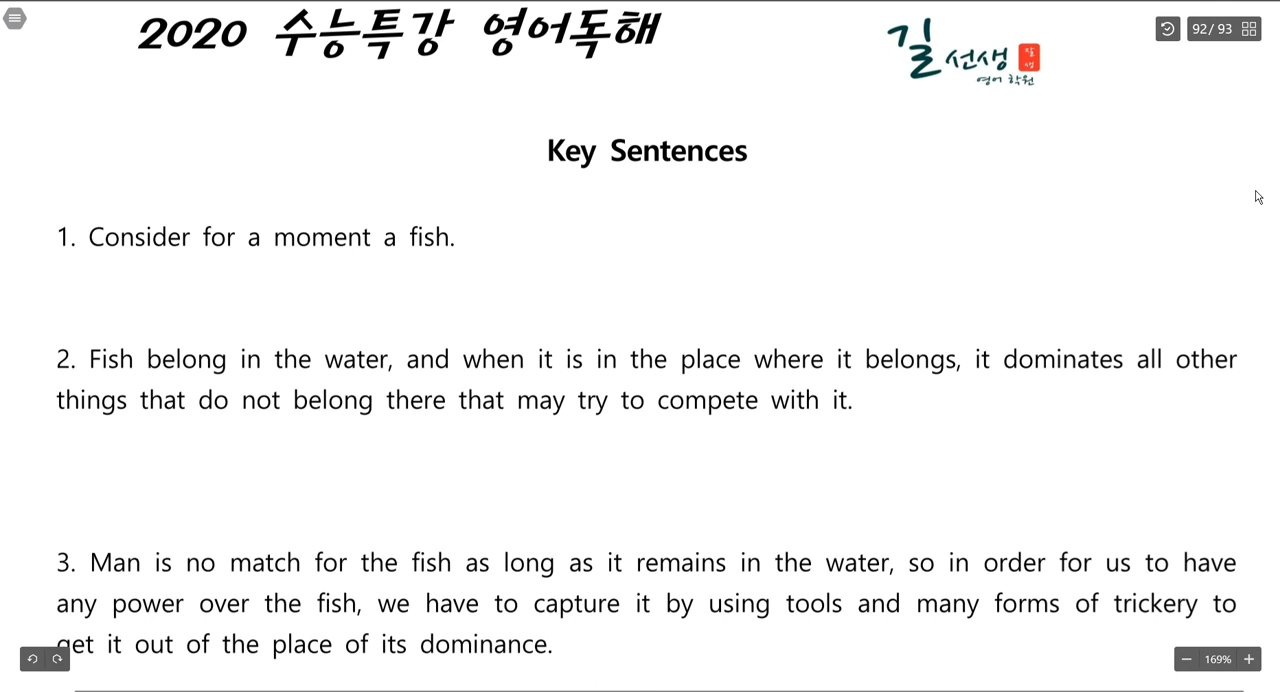 2020 수능특강 영어독해
길선생
영어 학원
92/ 93
Key Sentences
1. Consider for a moment a fish.
2. Fish belong in the water, and when it is in the place where it belongs, it dominates all other
things that do not belong there that may try to compete with it.
3. Man is no match for the fish as long as it remains in the water, so in order for us to have
any power over the fish, we have to capture it by using tools and many forms of trickery to
get it out of the place of its dominance.
169%